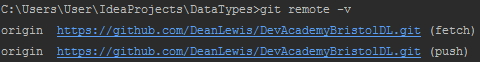 C:\Users\User\IdeaProjects\DataTypes>git remote -v
origin  https://github.com/DeanLewis/DevAcademyBristolDL.git (fetch)
origin  https://github.com/DeanLewis/DevAcademyBristolDL.git (push)